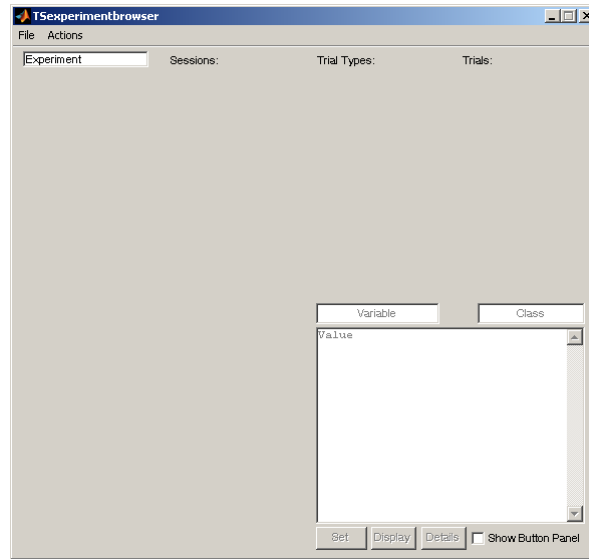 TSexperimentbrowser
File Actions
Experiment Sessions: Trial Types: Trials:
Variable Class
Value
Set Display Details Show Button Panel